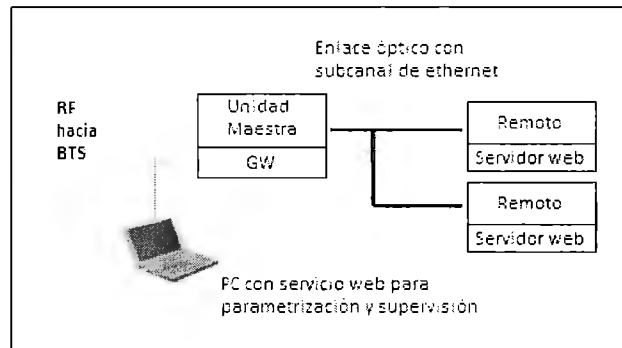 Enlace óptico con
subcanal de ethernet
RF
hacia
BTS
Unidad
Maestra
GW
Remoto
Servidor web
Remoto
Servidor web
PC con servicio web para
parametrización y supervisión